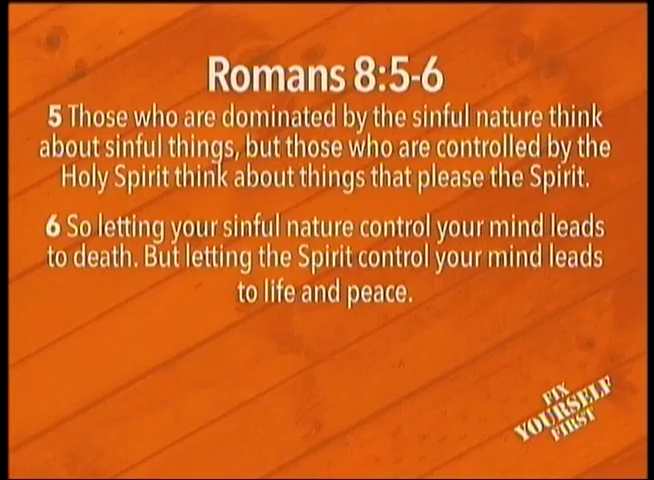 Romans 8:5-6
5 Those who are dominated by the sinful nature think
about sinful things, but those who are controlled by the
Holy Spirit think about things that please the Spirit.
6 So letting your sinful nature control your mind leads
to death. But letting the Spirit control your mind leads
to life and peace.
FIX
YOURSELF
FIRST